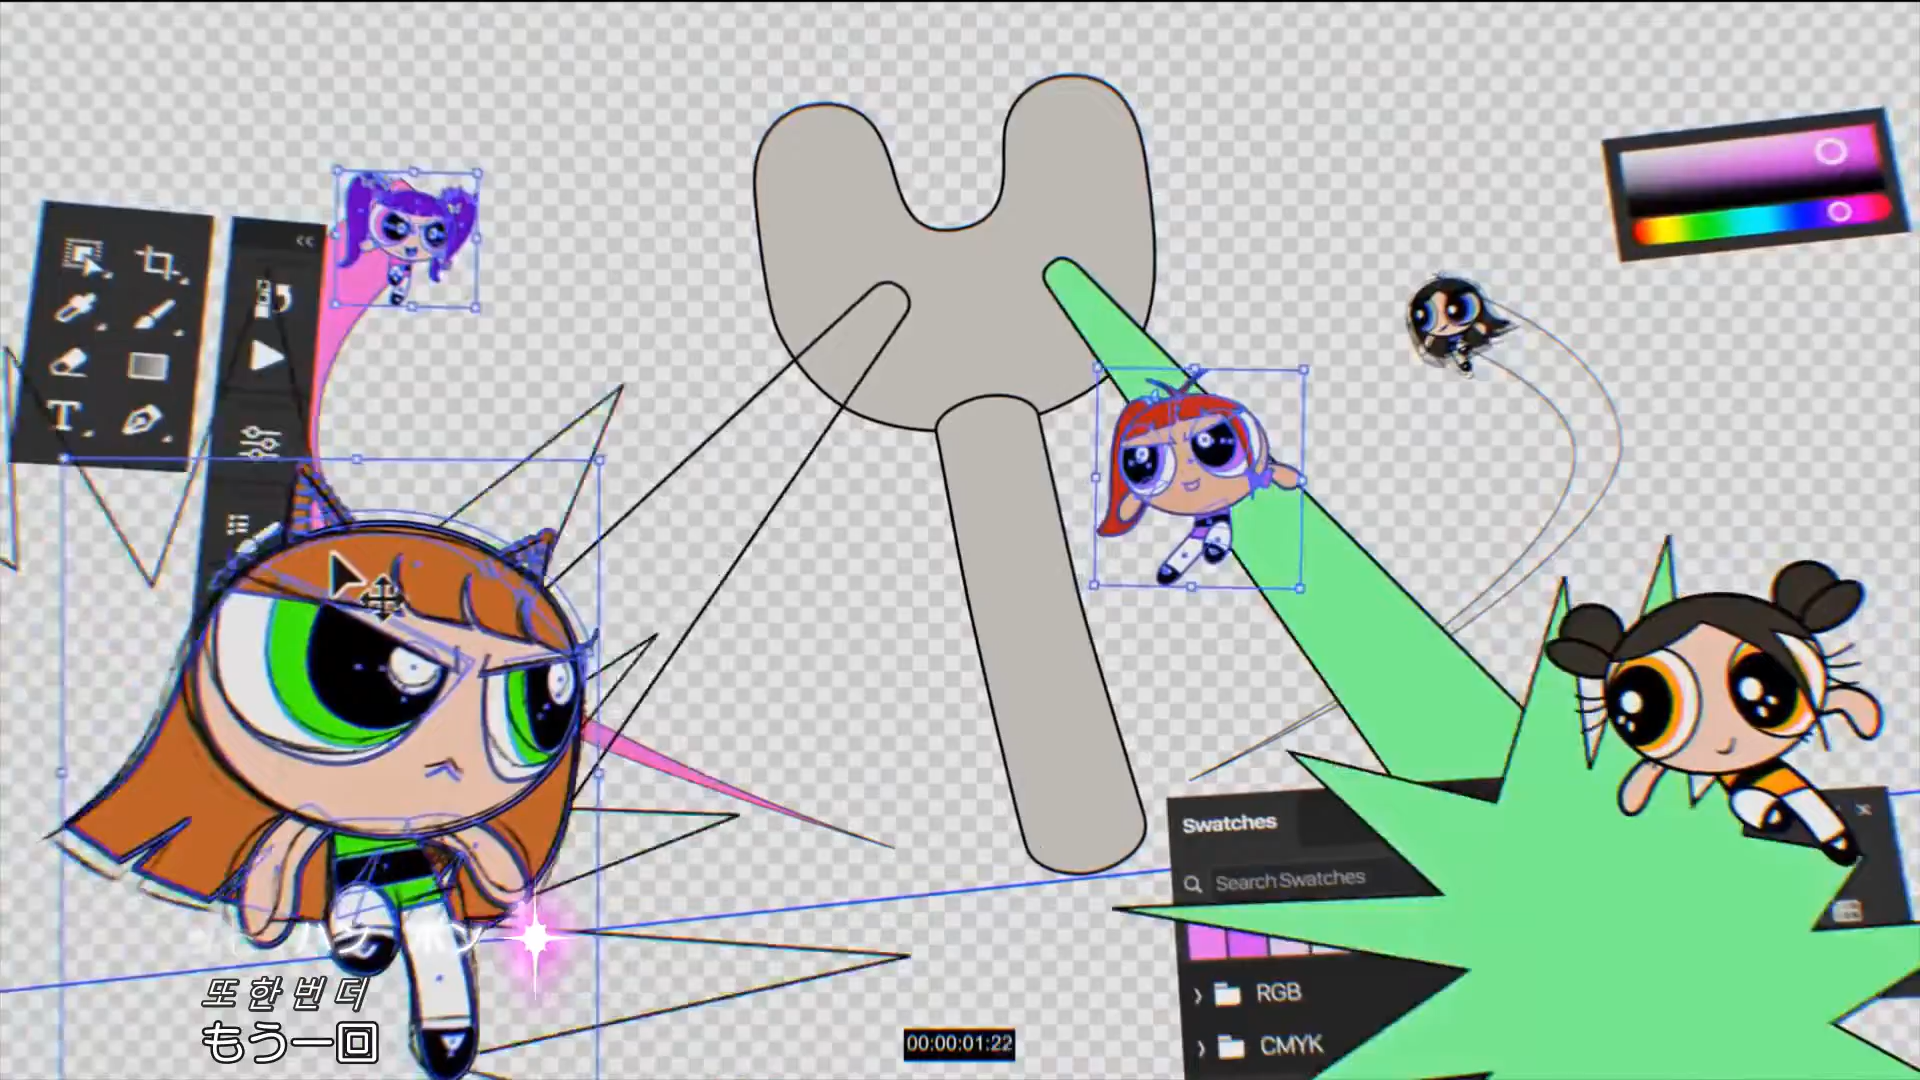 T
Swatches
Search Swatches
RGB
CMYK
또 한 번 더
もう一回
00:00:01:22